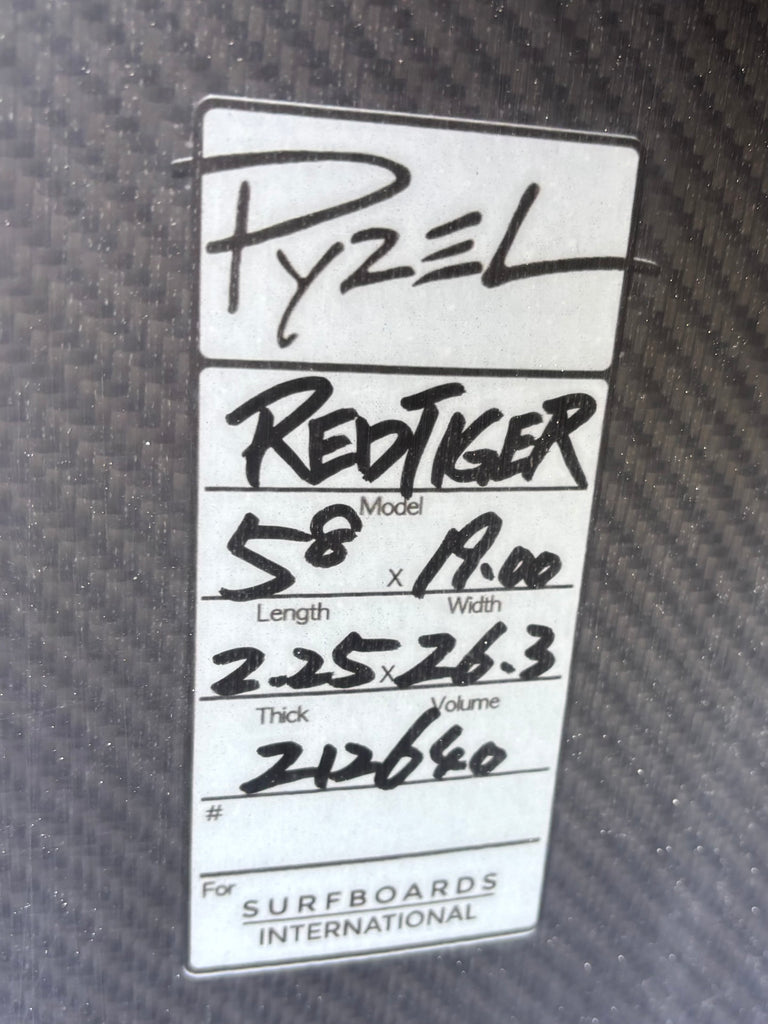 PYZEL
REDTIGER
Model
5 8 x 19.00
Length Width
2.25 x 26.3
Thick Volume
212640
#
For SURFBOARDS
INTERNATIONAL